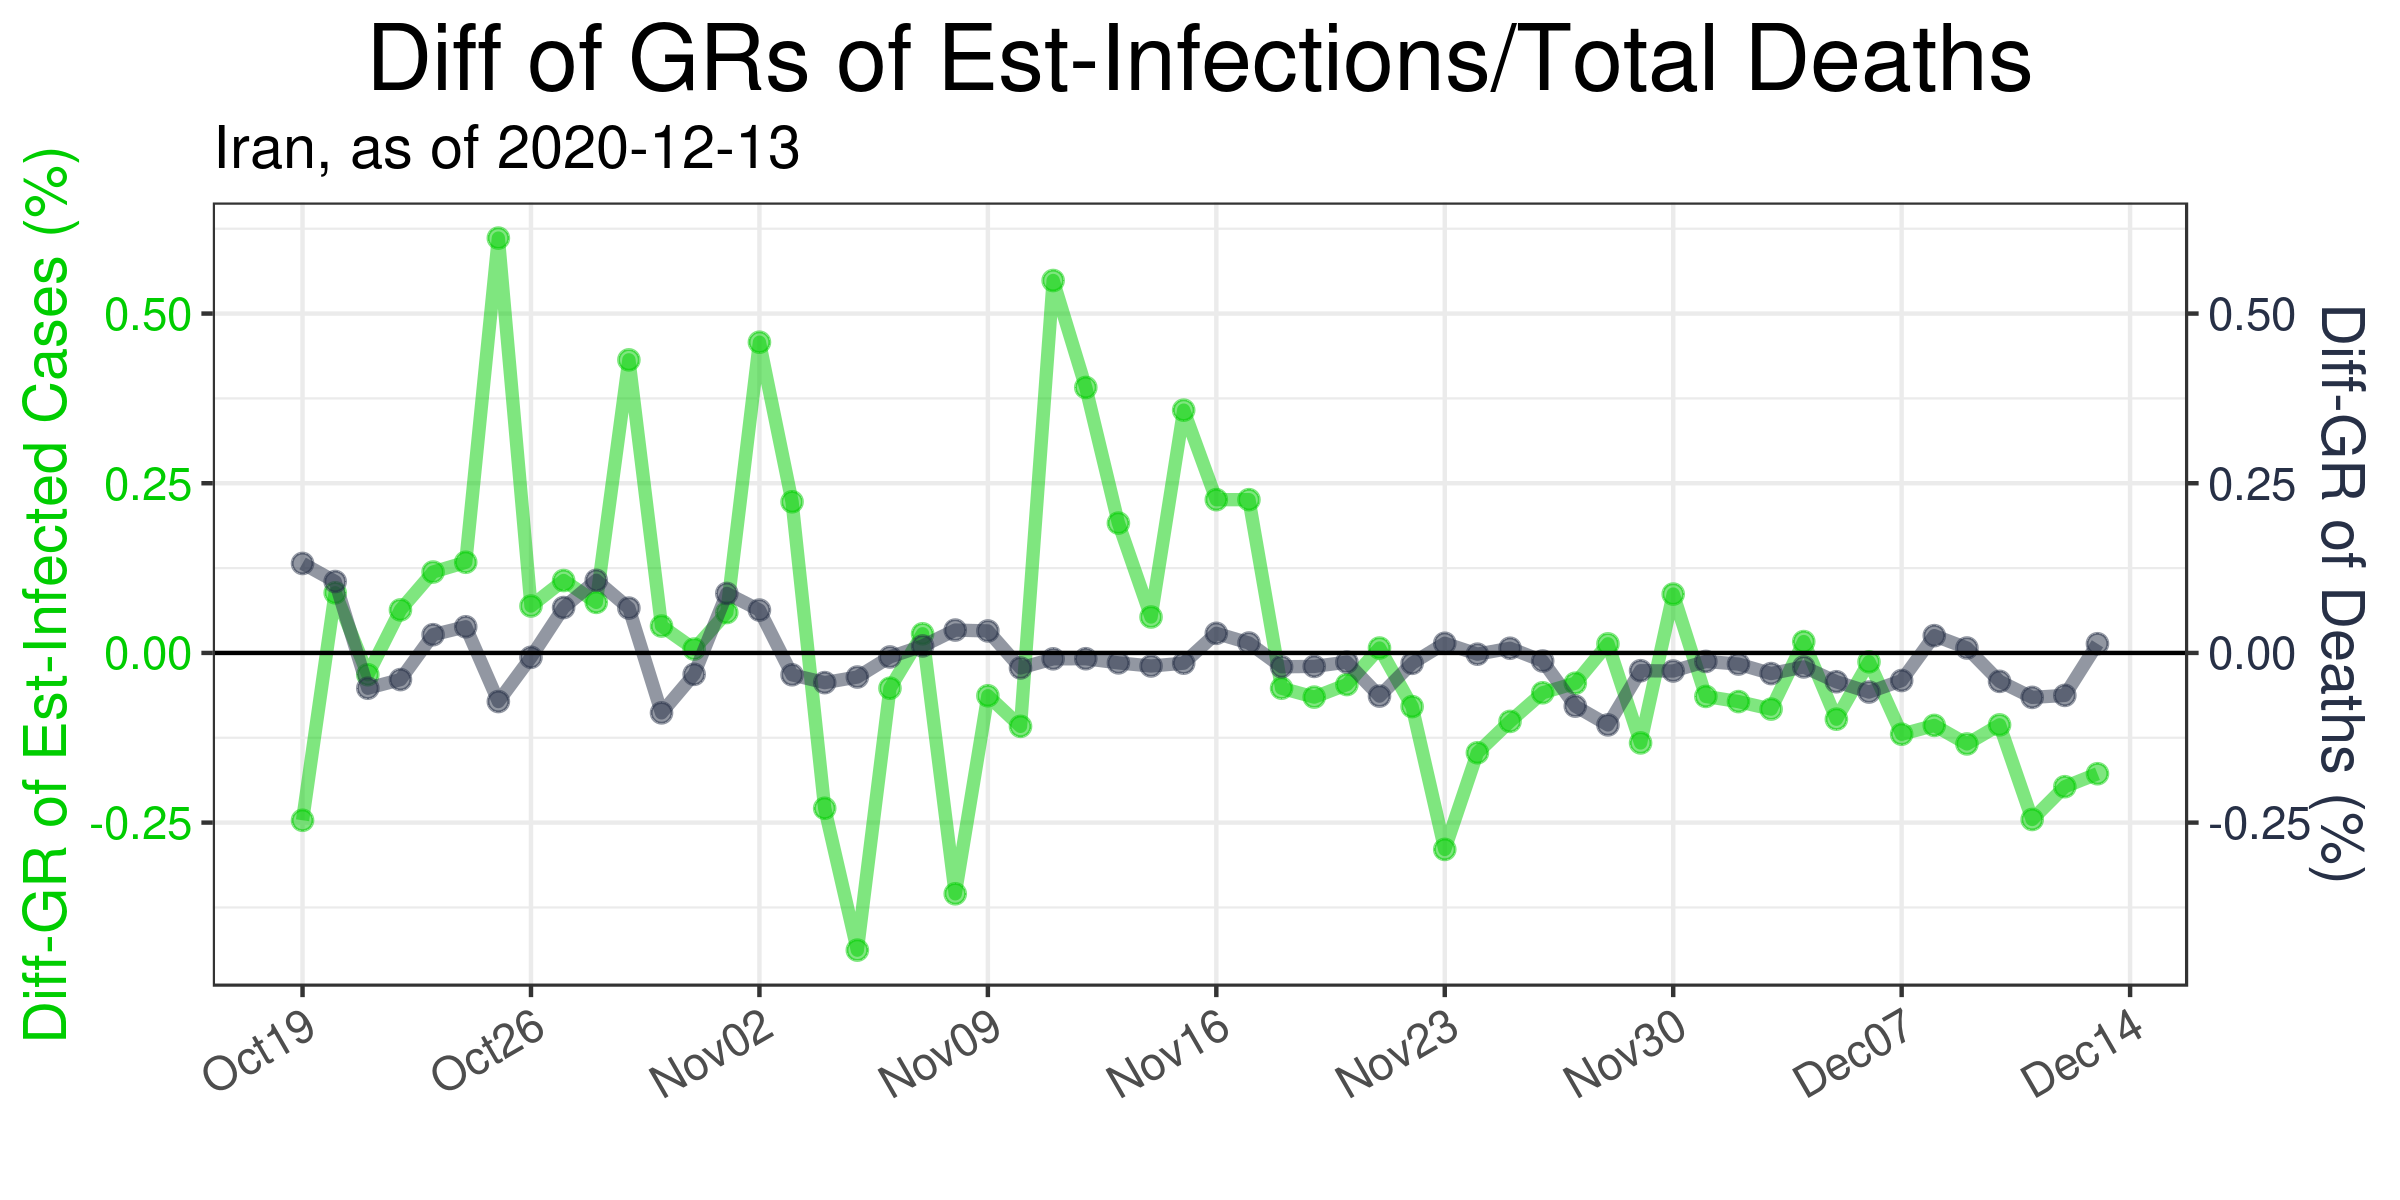 Diff of GRs of Est-Infections/Total Deaths
Iran, as of 2020-12-13
Diff-GR of Est-Infected Cases (%)
0.50
0.25
0.00
-0.25
0.50
0.25
0.00
-0.25
Diff-GR of Deaths (%)
Oct19
Oct26
Nov02
Nov09
Nov16
Nov23
Nov30
Dec07
Dec14